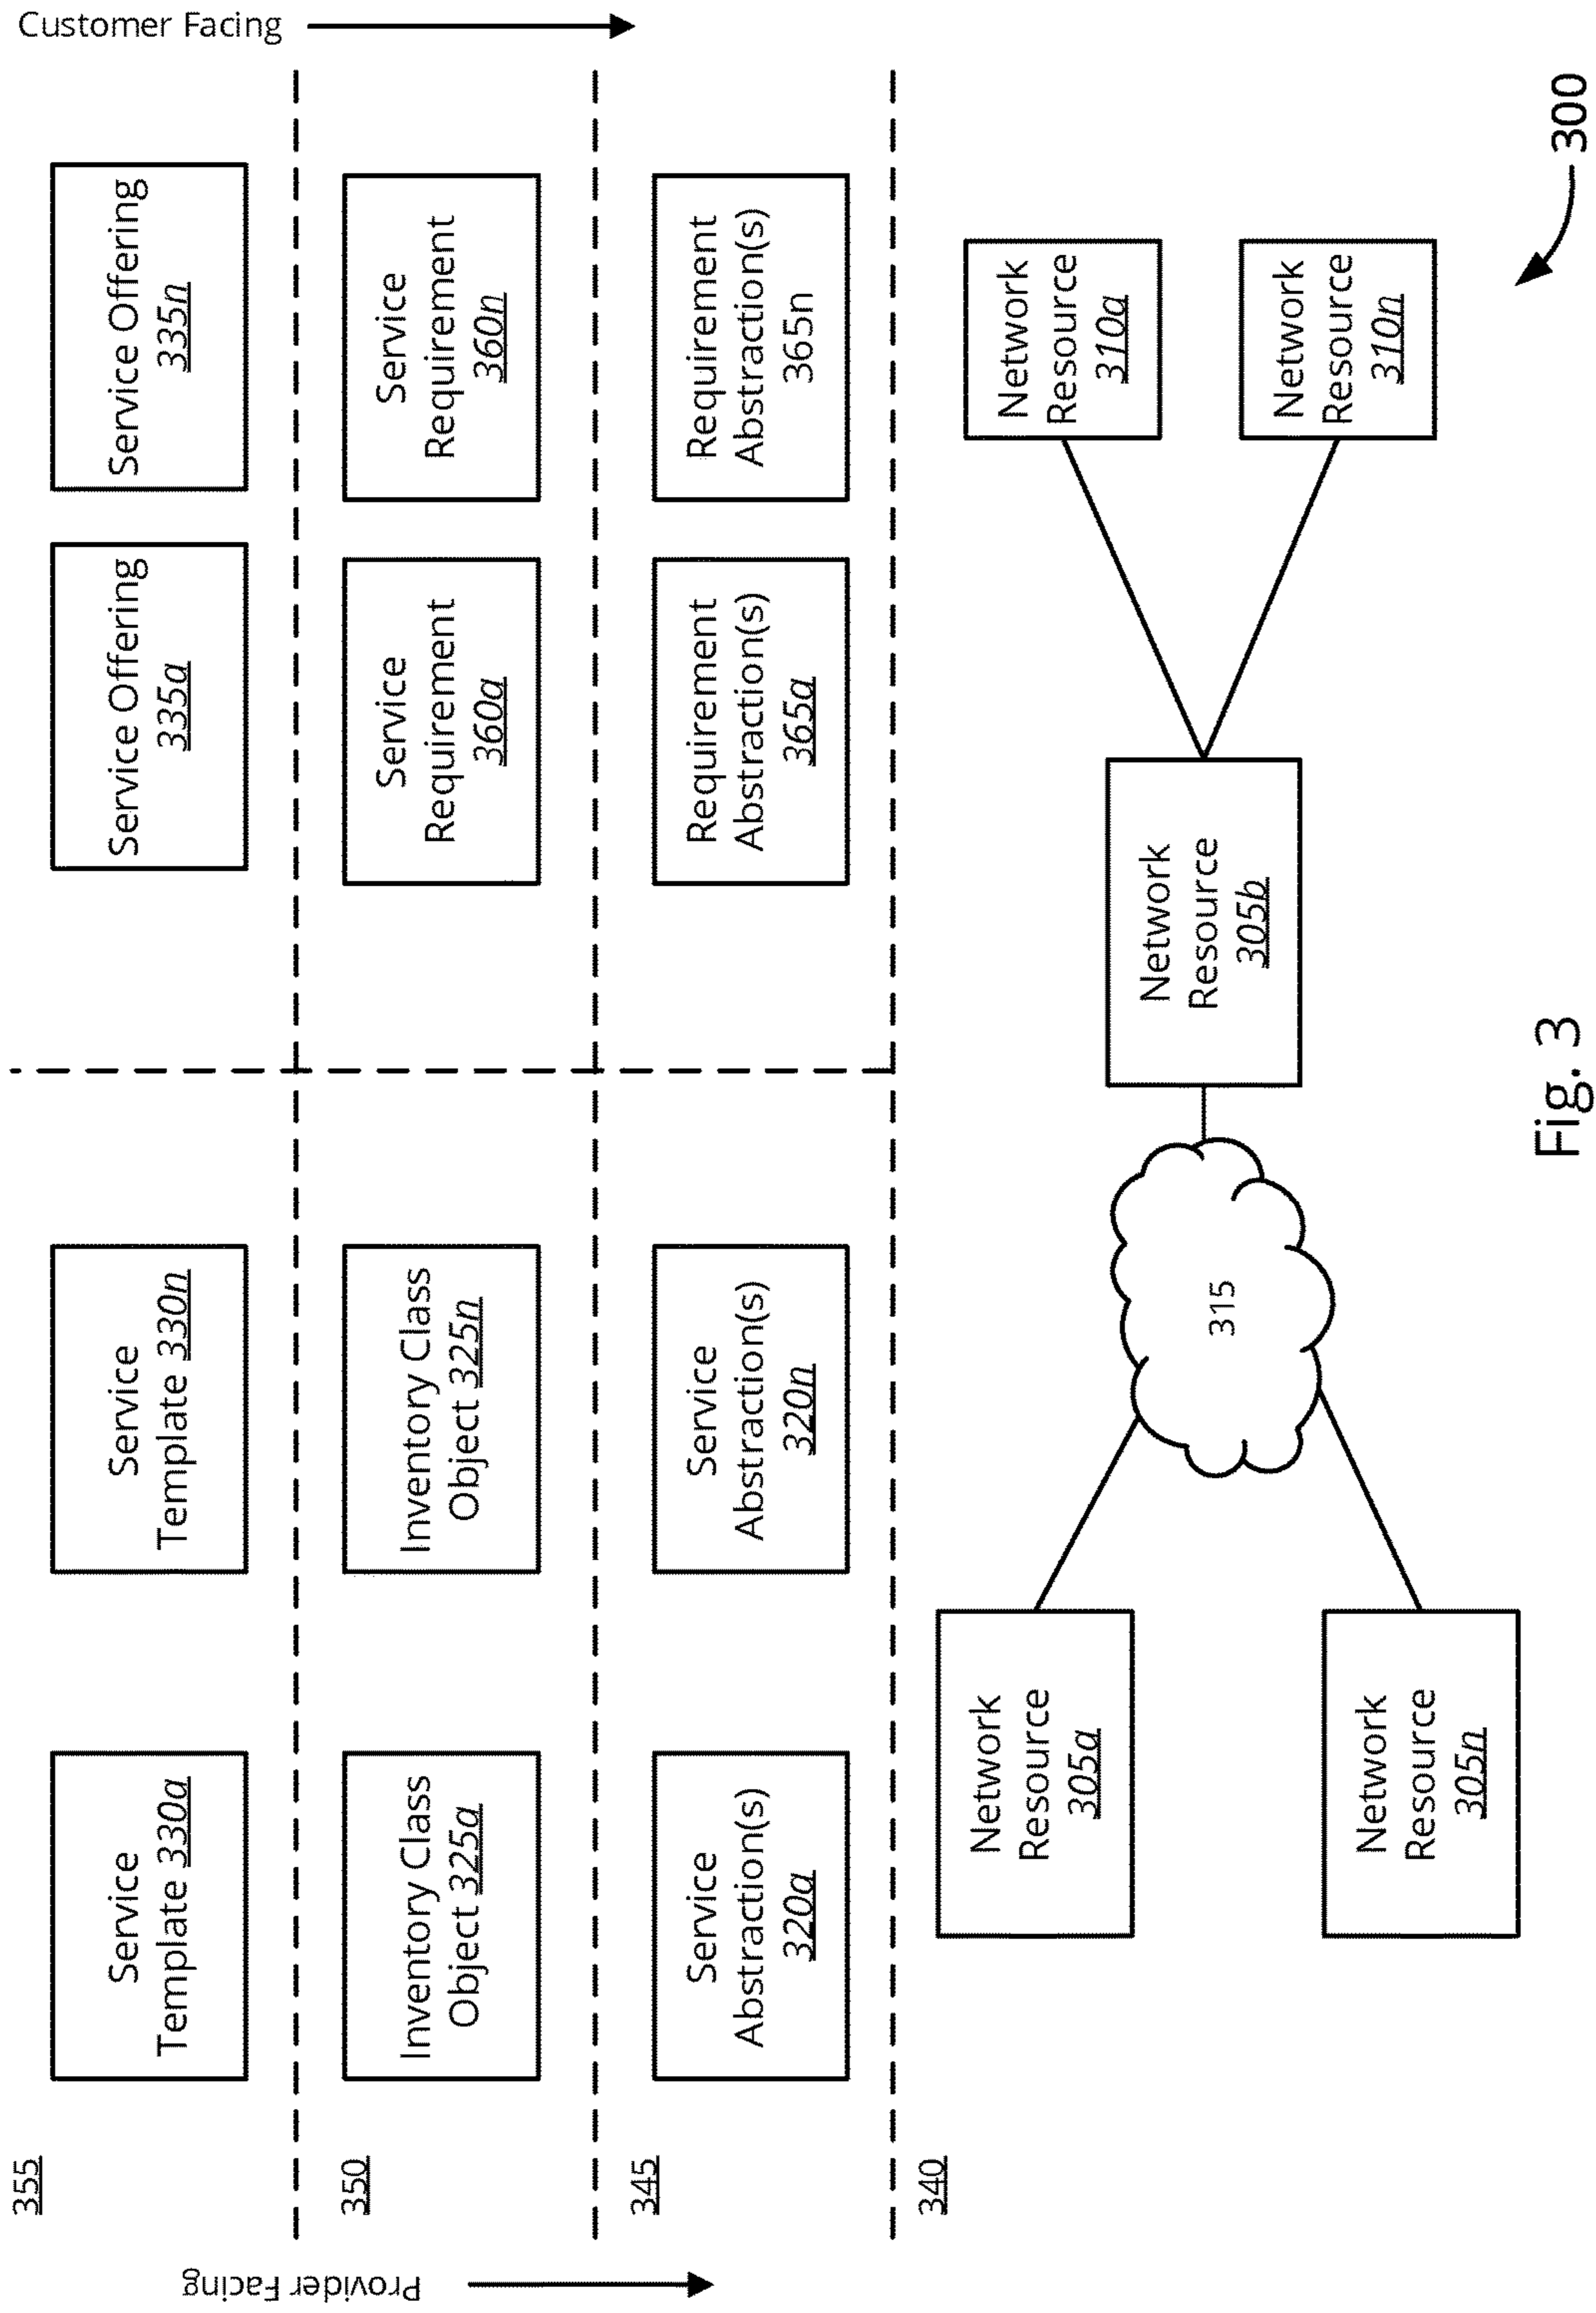 Customer Facing
Provider Facing
355
Service
Template 330a
Service
Template 330n
Service Offering
335a
Service Offering
335n
350
Inventory Class
Object 325a
Inventory Class
Object 325n
Service
Requirement
360a
Service
Requirement
360n
345
Service
Abstraction(s)
320a
Service
Abstraction(s)
320n
Requirement
Abstraction(s)
365a
Requirement
Abstraction(s)
365n
340
Network
Resource
305a
Network
Resource
305n
315
Network
Resource
305b
Network
Resource
310a
Network
Resource
310n
300
Fig. 3